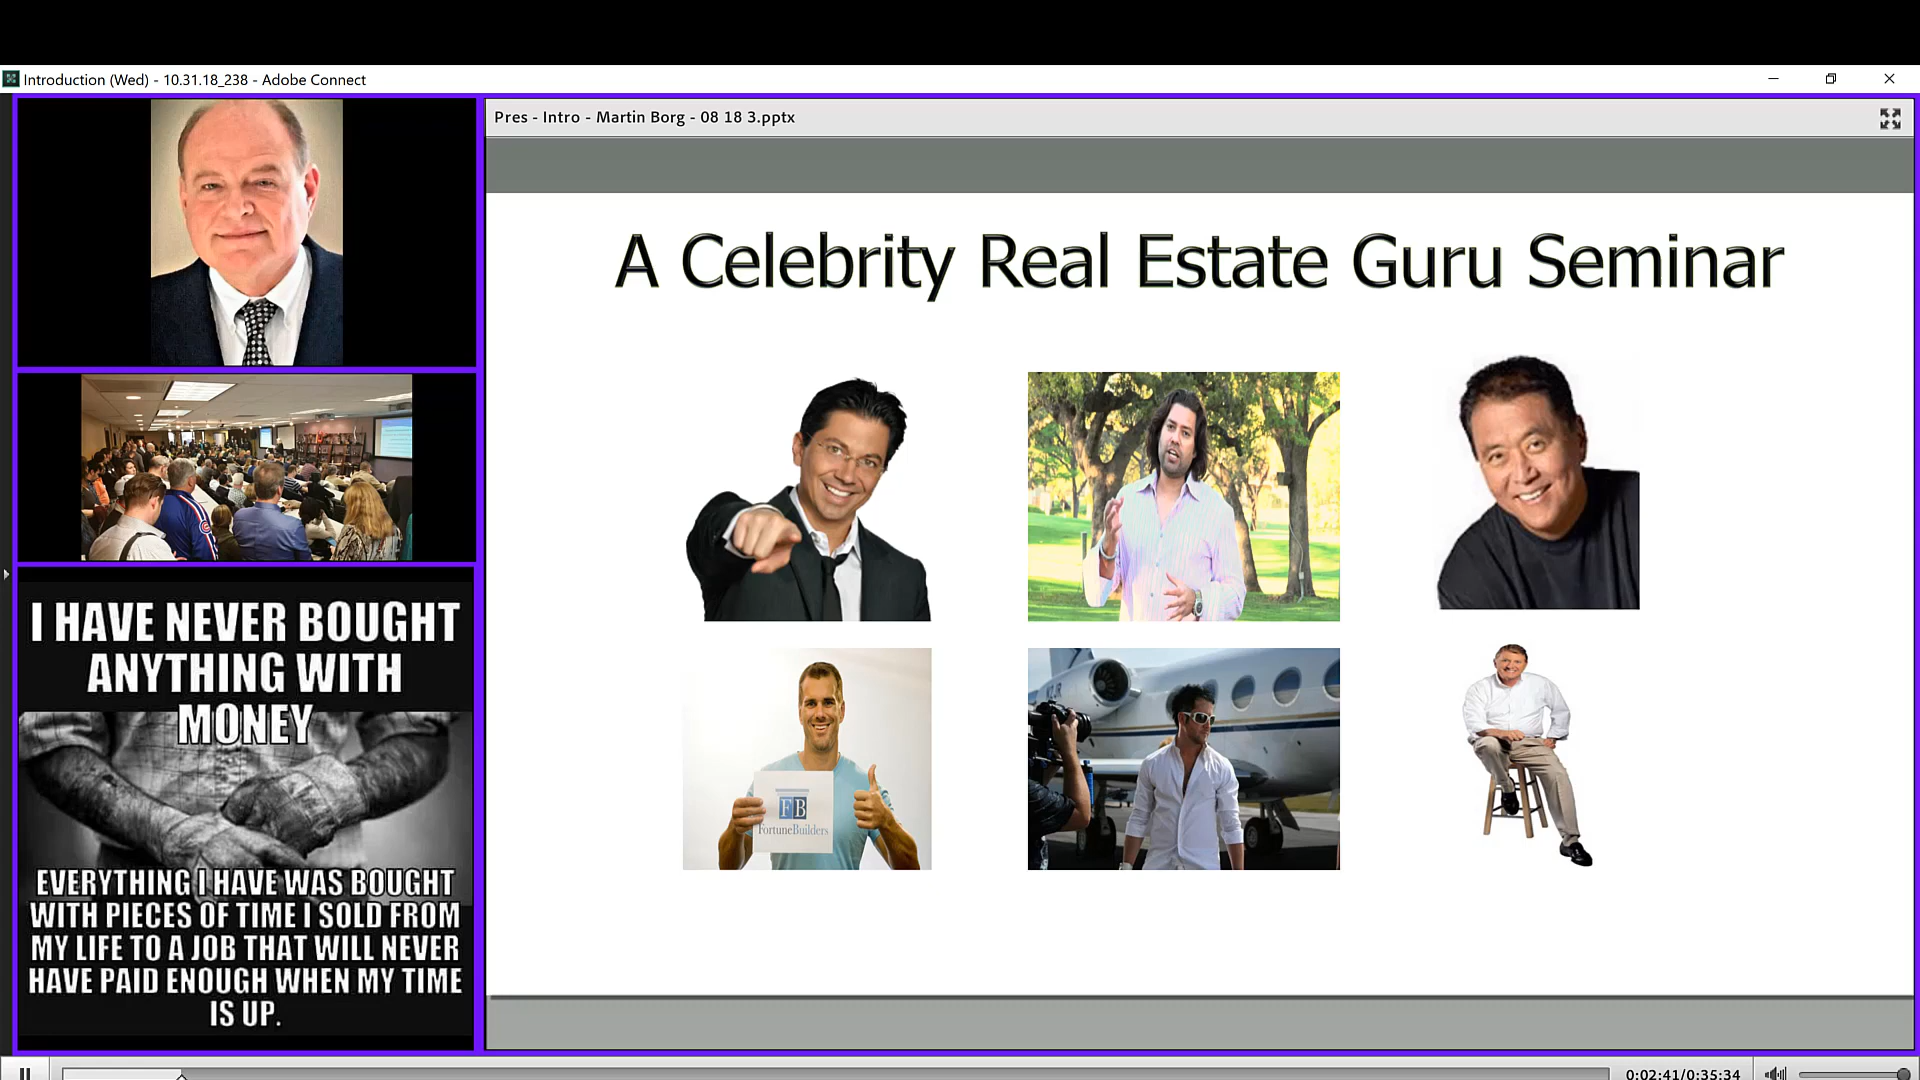 Introduction (Wed) - 10.31.18_238 - Adobe Connect
Pres - Intro - Martin Borg - 08 18 3.pptx
A Celebrity Real Estate Guru Seminar
FB
FortuneBuilders
I HAVE NEVER BOUGHT
ANYTHING WITH
MONEY
EVERYTHING I HAVE WAS BOUGHT
WITH PIECES OF TIME I SOLD FROM
MY LIFE TO A JOB THAT WILL NEVER
HAVE PAID ENOUGH WHEN MY TIME
IS UP.
0:02:41/0:35:34